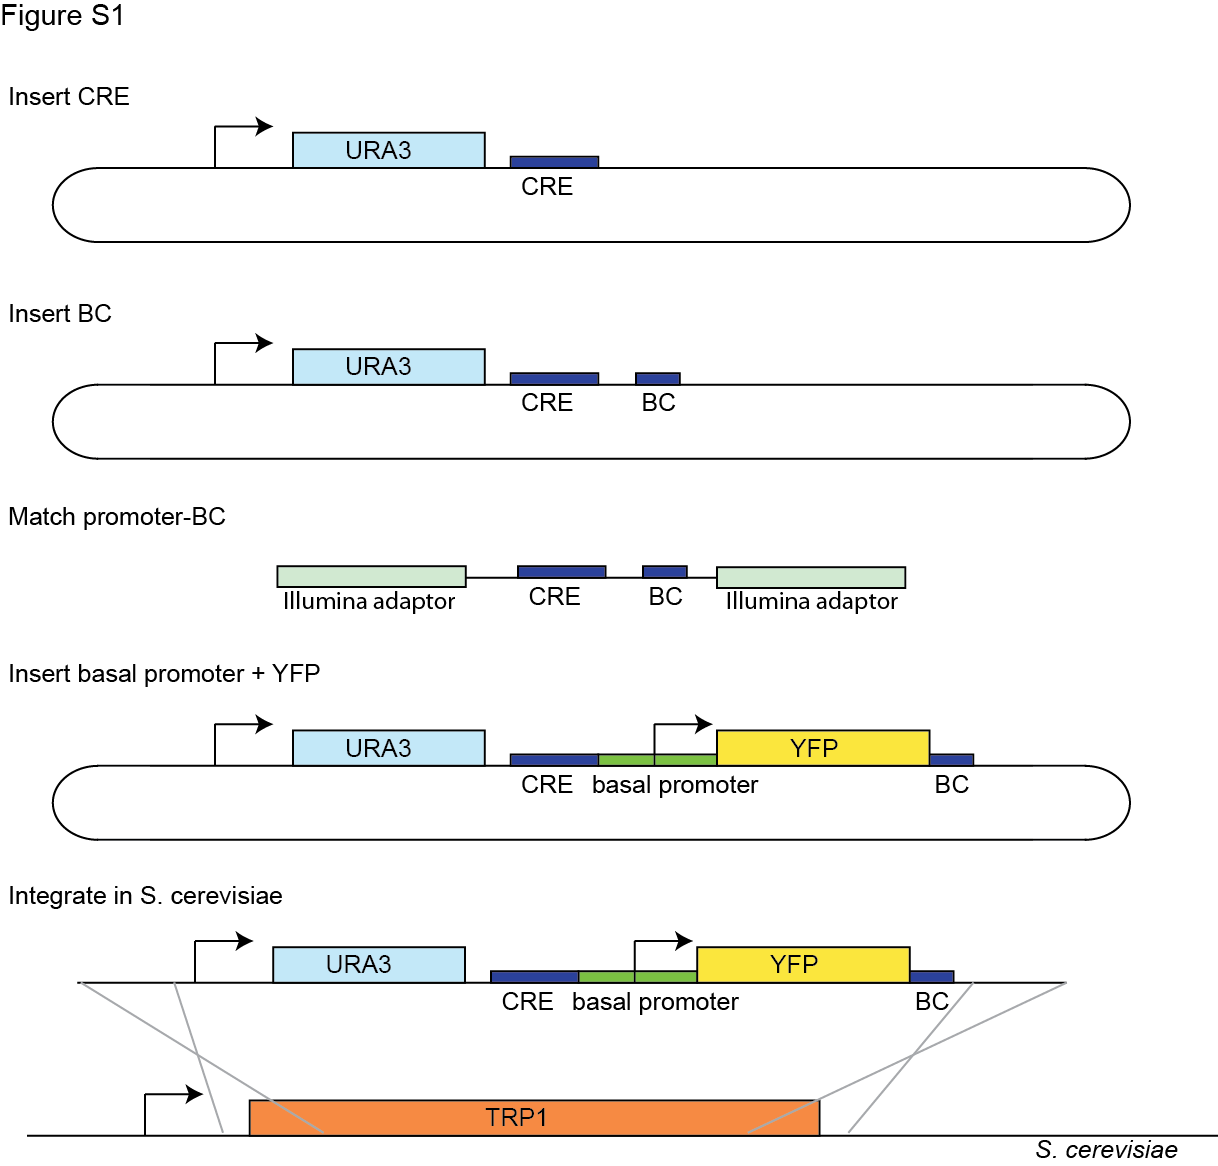 Figure S1
Insert CRE
URA3
CRE
Insert BC
URA3
CRE BC
Match promoter-BC
Illumina adaptor CRE BC Illumina adaptor
Insert basal promoter + YFP
URA3 YFP
CRE basal promoter BC
Integrate in S. cerevisiae
URA3 YFP
CRE basal promoter BC
TRP1
S. cerevisiae